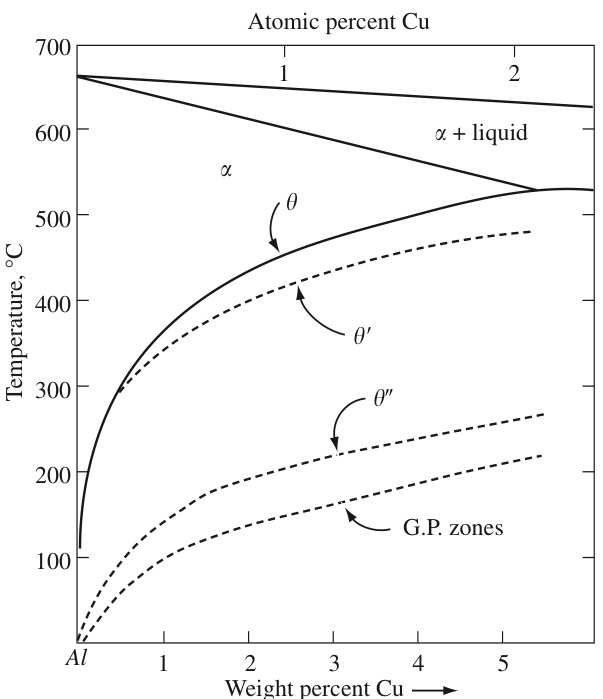 Atomic percent Cu
700
1
2
600
α + liquid
α
500
θ
400
θ′
Temperature, °C
300
θ″
200
G.P. zones
100
Al
1
2
3
4
5
Weight percent Cu